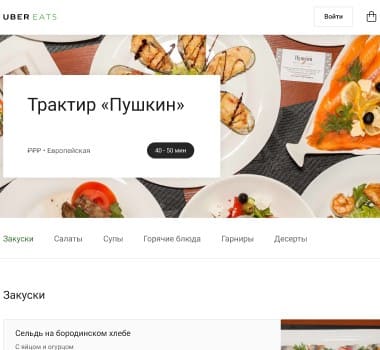 UBER EATS
Войти
Пушкин
Трактир «Пушкин»
₽₽₽ • Европейская
40 - 50 мин
Закуски Салаты Супы Горячие блюда Гарниры Десерты
Закуски
Сельдь на бородинском хлебе
С яйцом и огурцом